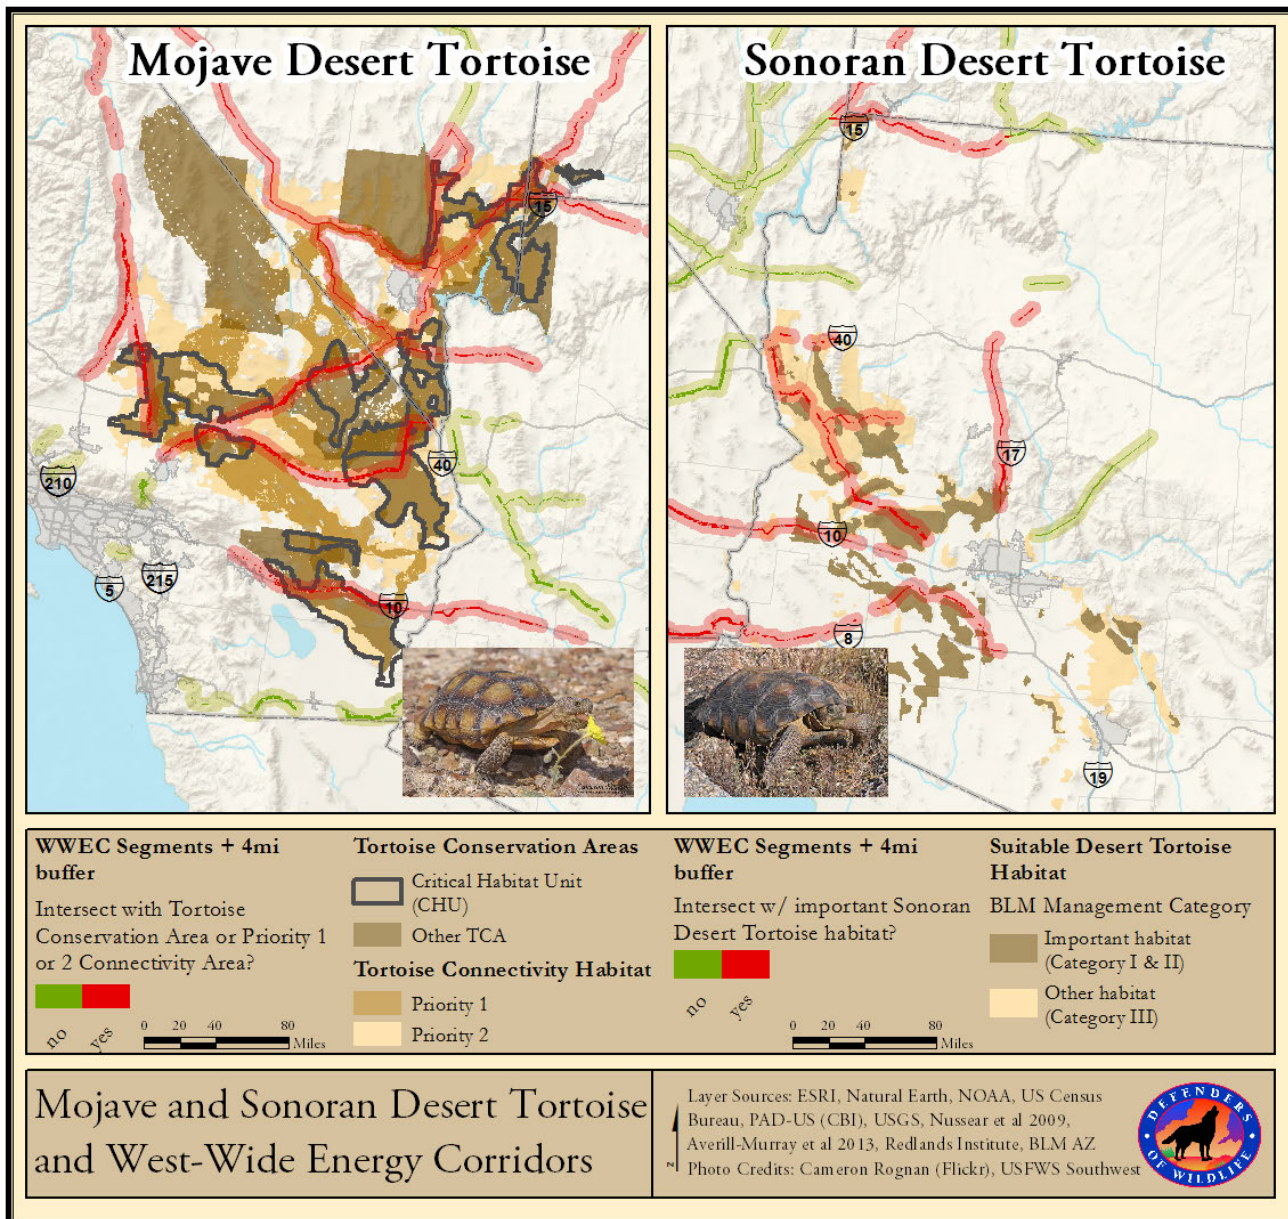 Mojave Desert Tortoise
15
40
210
5
215
10
Sonoran Desert Tortoise
15
40
17
10
8
19
WWEC Segments + 4mi
buffer
Intersect with Tortoise
Conservation Area or Priority 1
or 2 Connectivity Area?
no
yes
0 20 40 80
Miles
Tortoise Conservation Areas
Critical Habitat Unit
(CHU)
Other TCA
Tortoise Connectivity Habitat
Priority 1
Priority 2
WWEC Segments + 4mi
buffer
Intersect w/ important Sonoran
Desert Tortoise habitat?
no
yes
0 20 40 80
Miles
Suitable Desert Tortoise
Habitat
BLM Management Category
Important habitat
(Category I & II)
Other habitat
(Category III)
Mojave and Sonoran Desert Tortoise
and West-Wide Energy Corridors
Layer Sources: ESRI, Natural Earth, NOAA, US Census
Bureau, PAD-US (CBI), USGS, Nussear et al 2009,
Averill-Murray et al 2013, Redlands Institute, BLM AZ
Photo Credits: Cameron Rognan (Flickr), USFWS Southwest
N
DEFENDERS
OF WILDLIFE